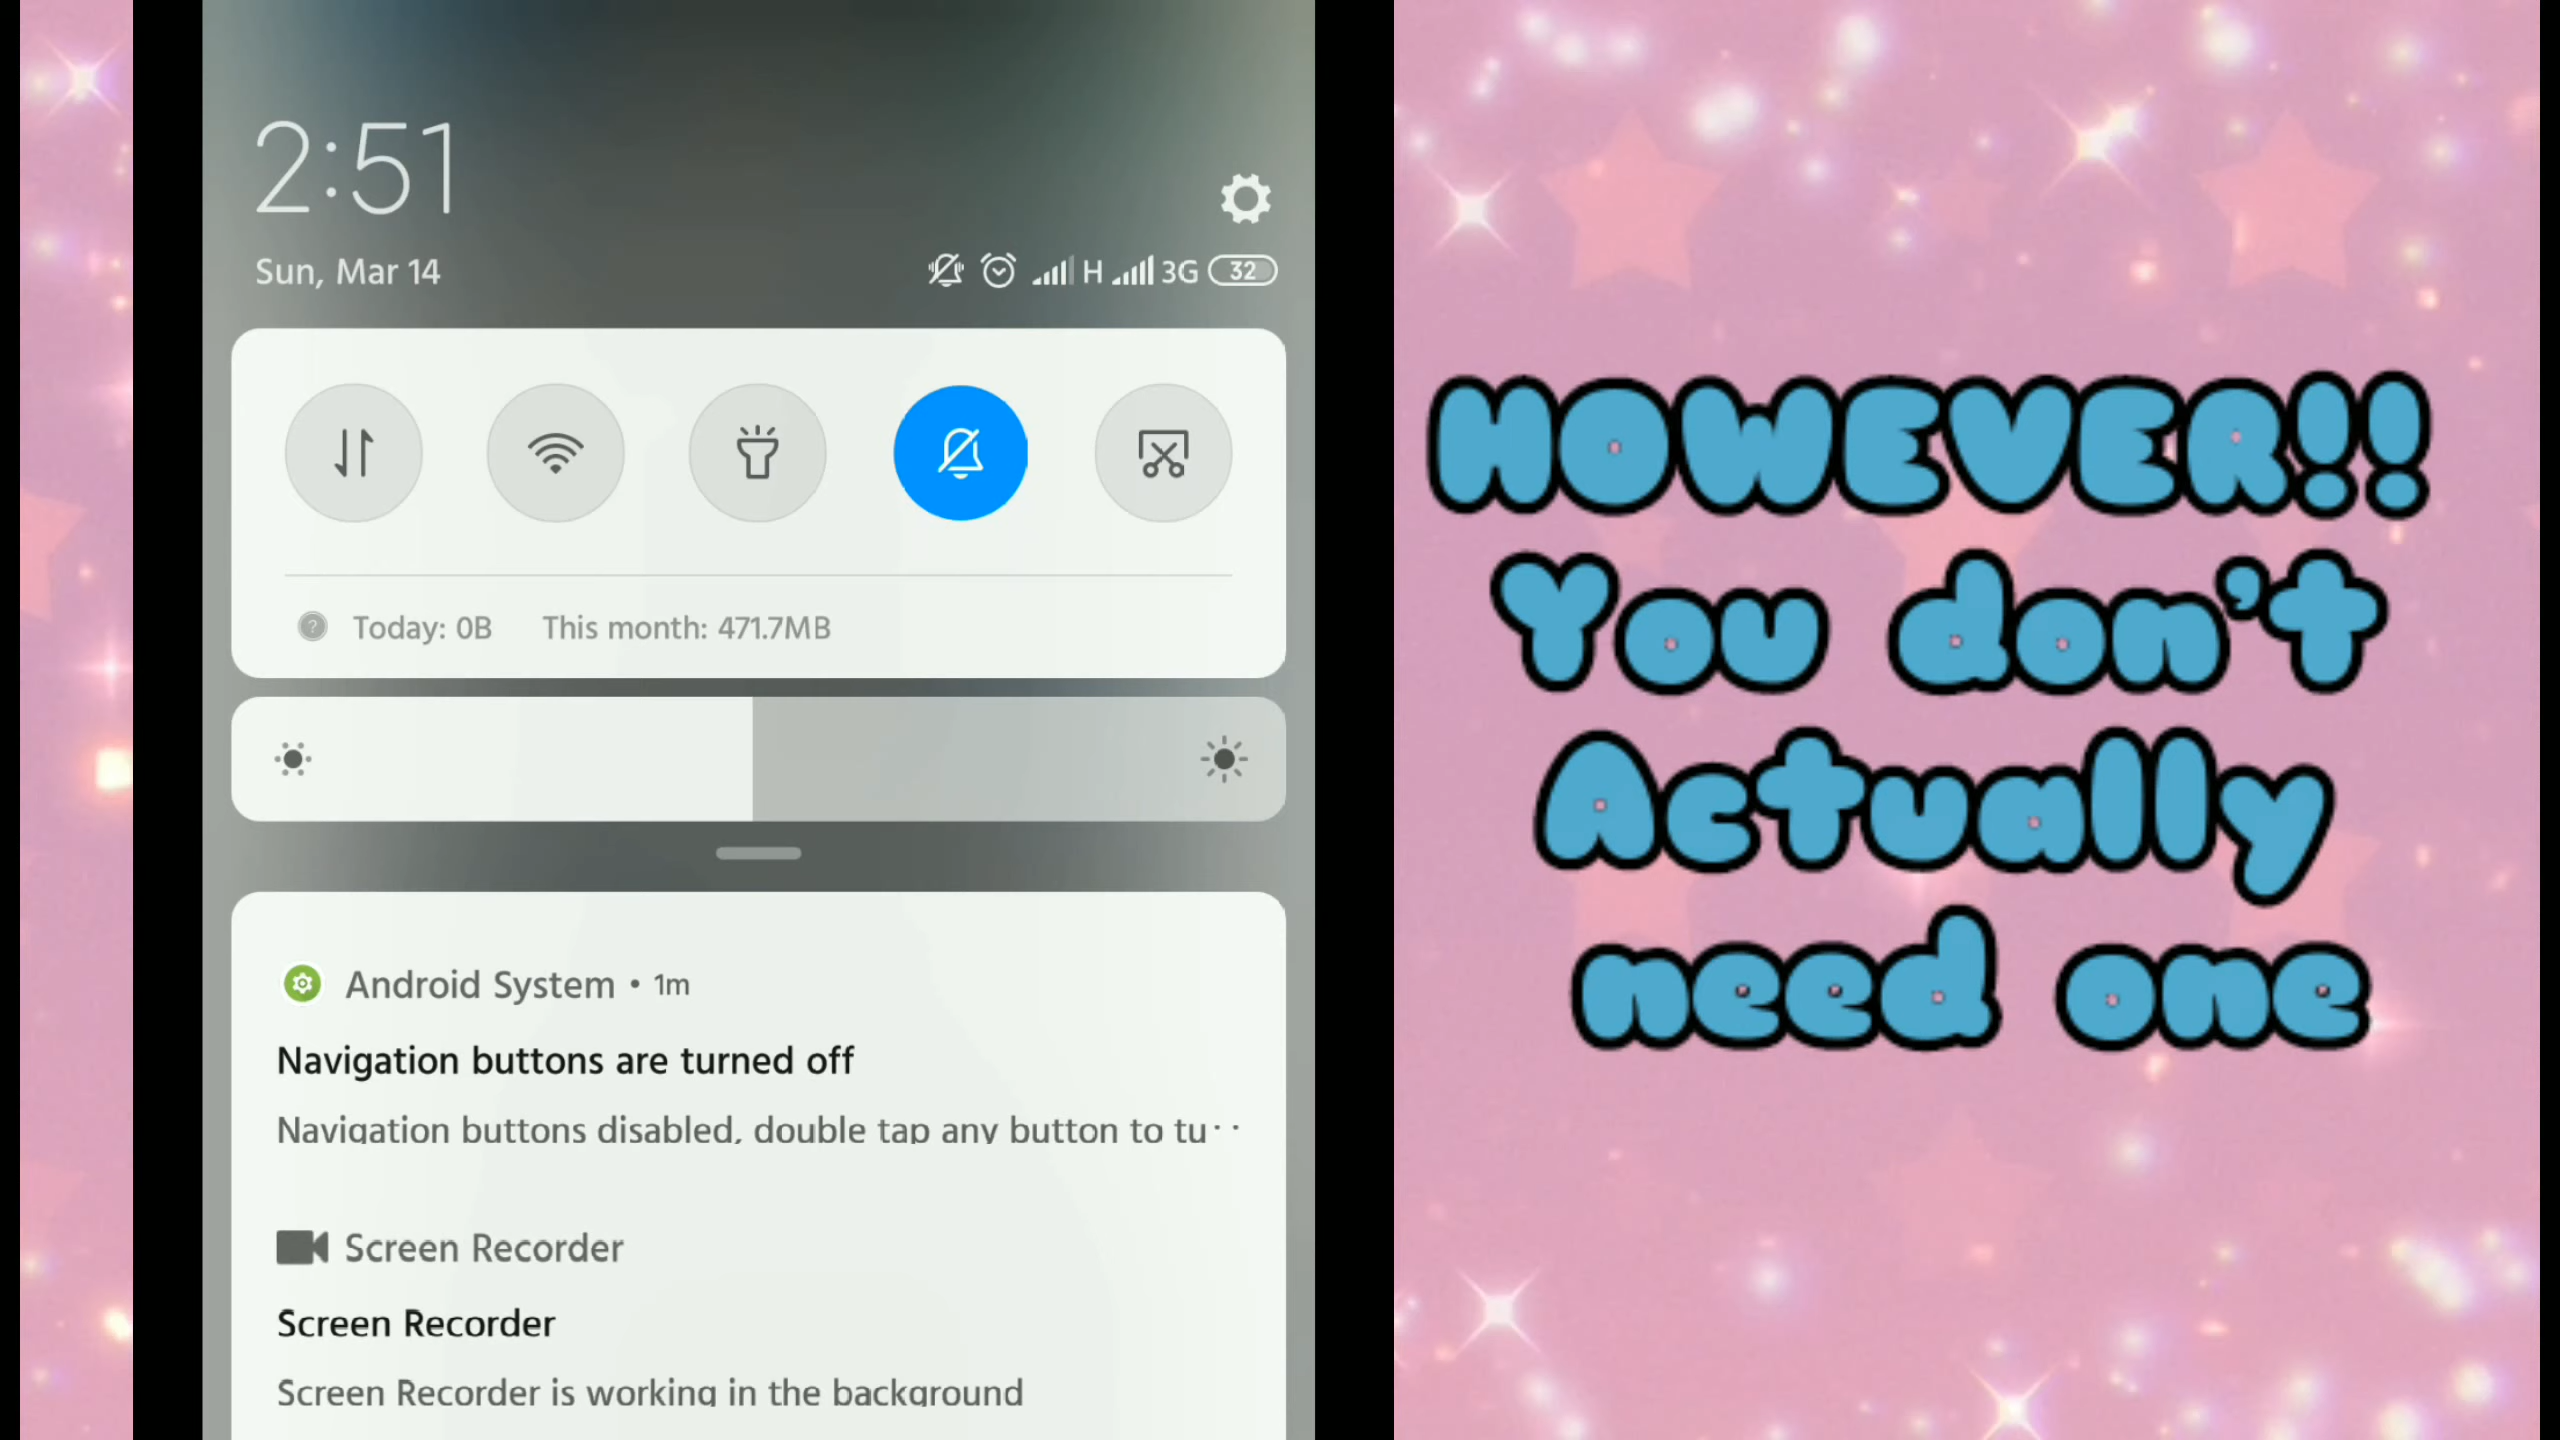 2:51
Sun, Mar 14
H 3G 32
Today: 0B This month: 471.7MB
Android System • 1m
Navigation buttons are turned off
Navigation buttons disabled, double tap any button to tu··
Screen Recorder
Screen Recorder
Screen Recorder is working in the background
HOWEVER!!
You don't
Actually
need one